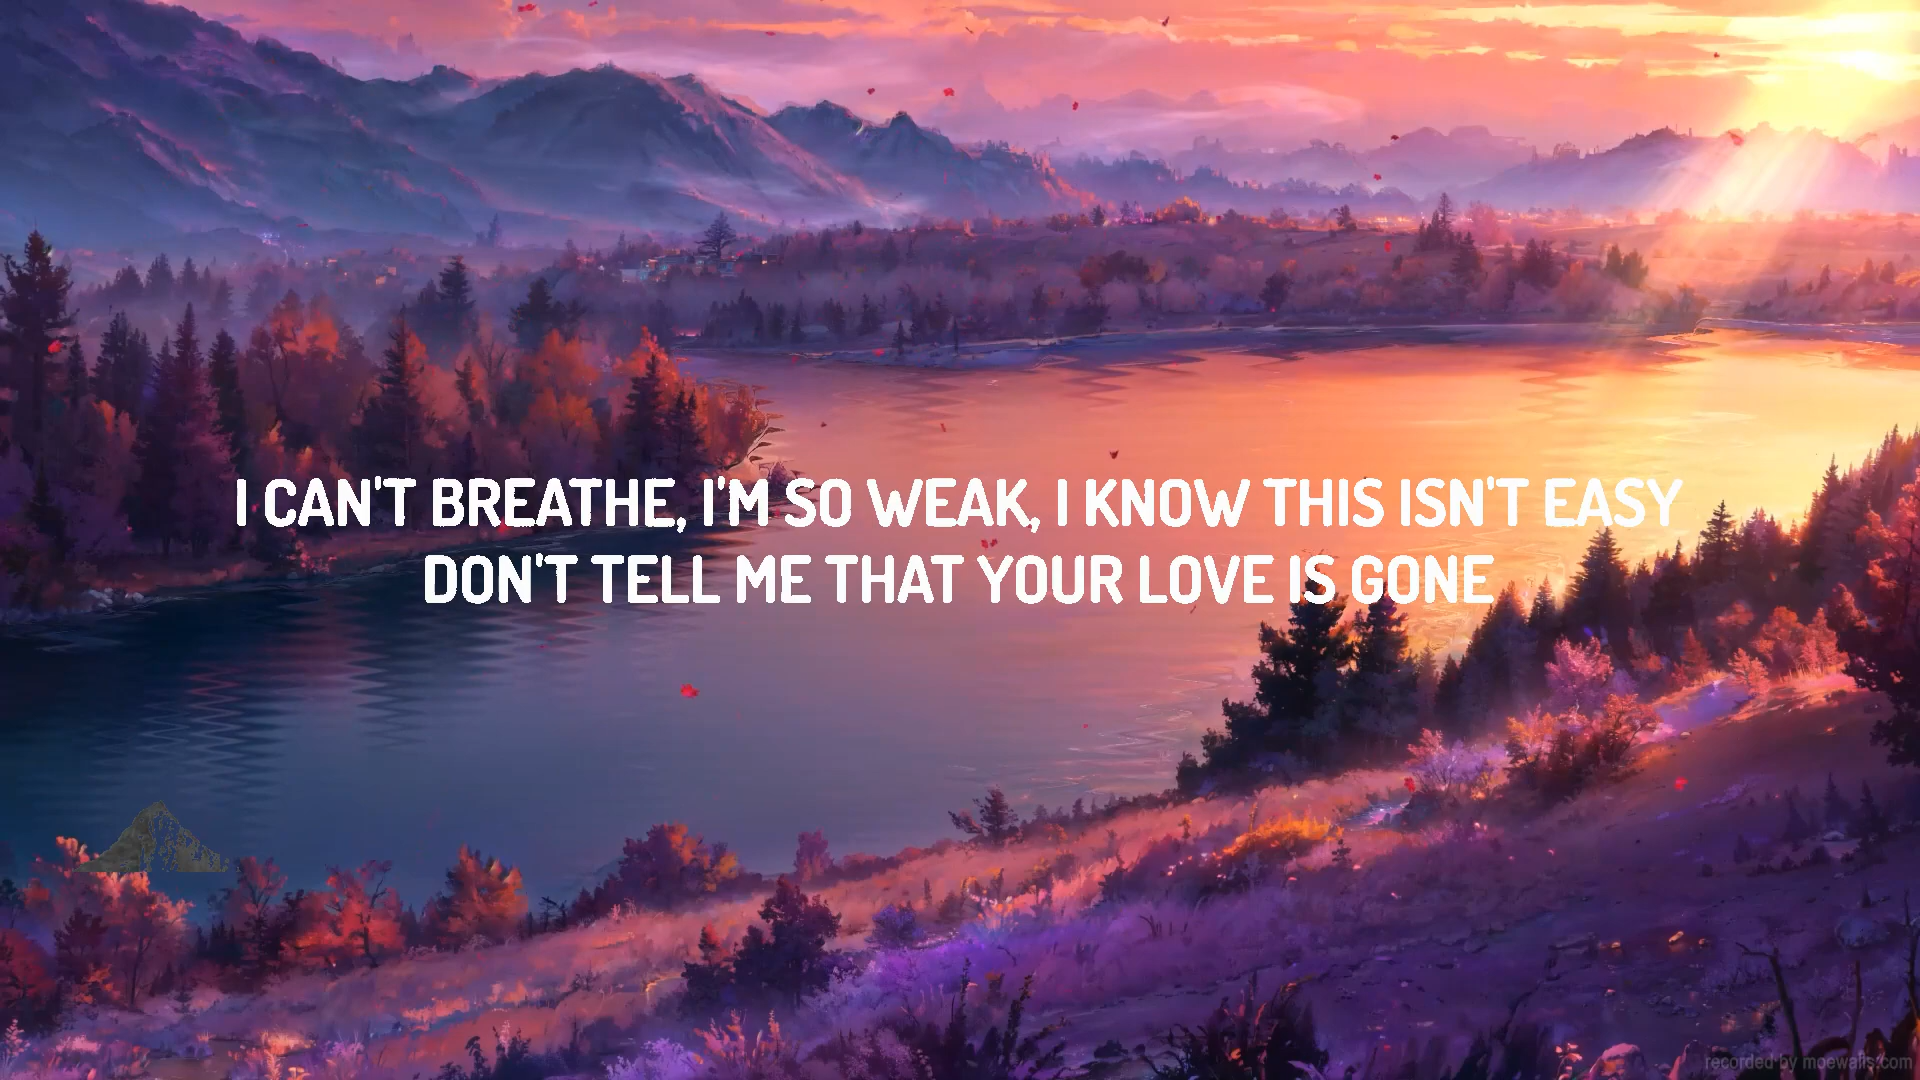 I CAN'T BREATHE, I'M SO WEAK, I KNOW THIS ISN'T EASY
DON'T TELL ME THAT YOUR LOVE IS GONE
recorded by moewalls.com